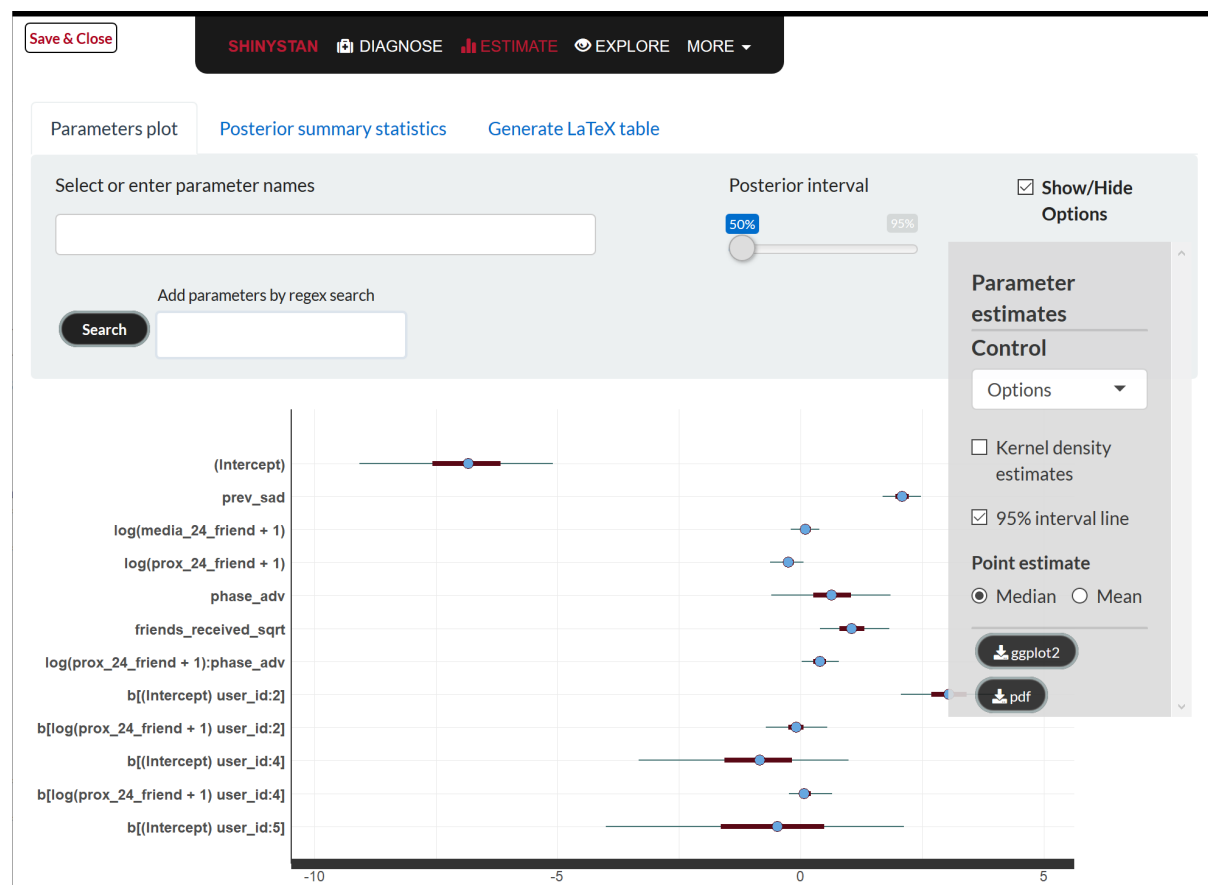 Save & Close
SHINYSTAN DIAGNOSE ESTIMATE EXPLORE MORE
Parameters plot Posterior summary statistics Generate LaTeX table
Select or enter parameter names
Posterior interval
50% 95%
Show/Hide
Options
Add parameters by regex search
Search
Parameter
estimates
Control
Options
Kernel density
estimates
95% interval line
Point estimate
Median Mean
ggplot2
pdf
(Intercept)
prev_sad
log(media_24_friend + 1)
log(prox_24_friend + 1)
phase_adv
friends_received_sqrt
log(prox_24_friend + 1):phase_adv
b[(Intercept) user_id:2]
b[log(prox_24_friend + 1) user_id:2]
b[(Intercept) user_id:4]
b[log(prox_24_friend + 1) user_id:4]
b[(Intercept) user_id:5]
-10 -5 0 5